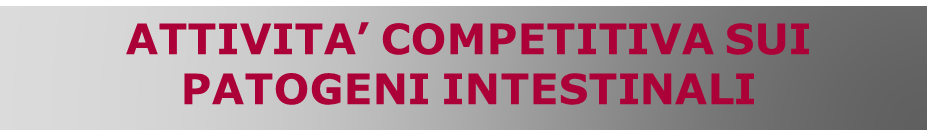 ATTIVITA’ COMPETITIVA SUI
PATOGENI INTESTINALI